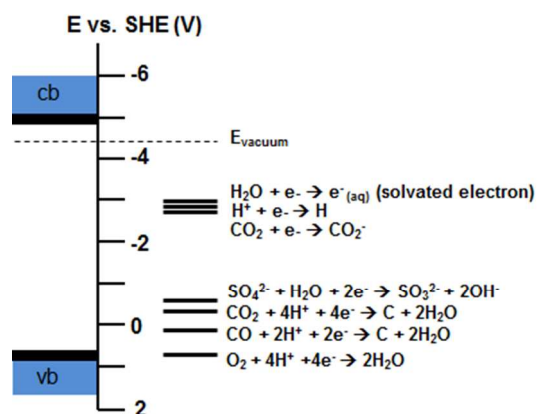 E vs. SHE (V)
-6
cb
E vacuum
-4
H₂O + e- → e⁻(aq) (solvated electron)
H⁺ + e- → H
CO₂ + e- → CO₂⁻
-2
SO₄²⁻ + H₂O + 2e⁻ → SO₃²⁻ + 2OH⁻
CO₂ + 4H⁺ + 4e⁻ → C + 2H₂O
0
CO + 2H⁺ + 2e⁻ → C + 2H₂O
O₂ + 4H⁺ +4e⁻ → 2H₂O
vb
2